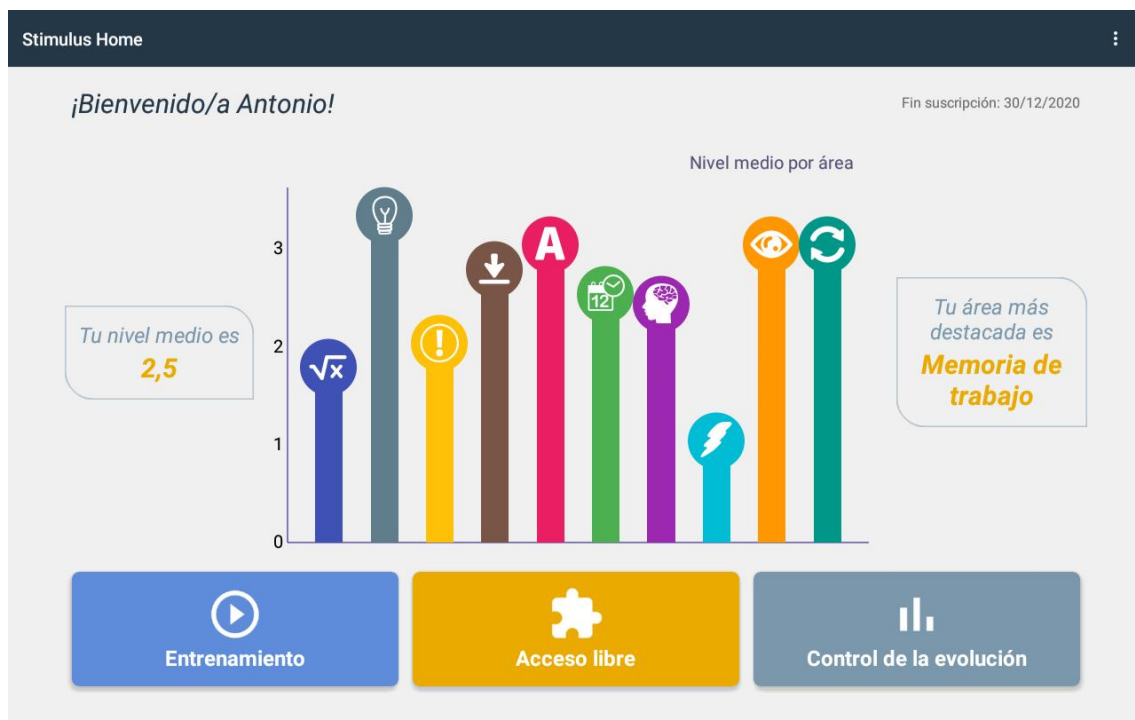 Stimulus Home
¡Bienvenido/a Antonio!
Fin suscripción: 30/12/2020
Nivel medio por área
3
2
1
0
√x
A
12
Tu nivel medio es
2,5
Tu área más
destacada es
Memoria de
trabajo
Entrenamiento
Acceso libre
Control de la evolución